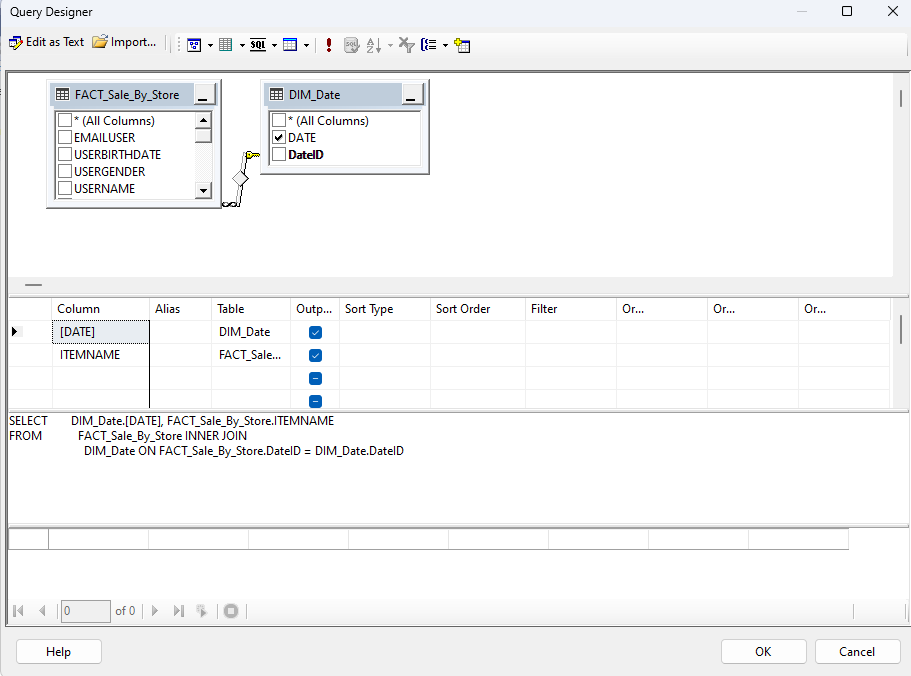 Query Designer
Edit as Text Import...
SQL
FACT_Sale_By_Store
* (All Columns)
EMAILUSER
USERBIRTHDATE
USERGENDER
USERNAME
DIM_Date
* (All Columns)
DATE
DateID
Column Alias Table Outp... Sort Type Sort Order Filter Or... Or... Or...
[DATE] DIM_Date
ITEMNAME FACT_Sale...
SELECT DIM_Date.[DATE], FACT_Sale_By_Store.ITEMNAME
FROM FACT_Sale_By_Store INNER JOIN
DIM_Date ON FACT_Sale_By_Store.DateID = DIM_Date.DateID
0 of 0
Help OK Cancel